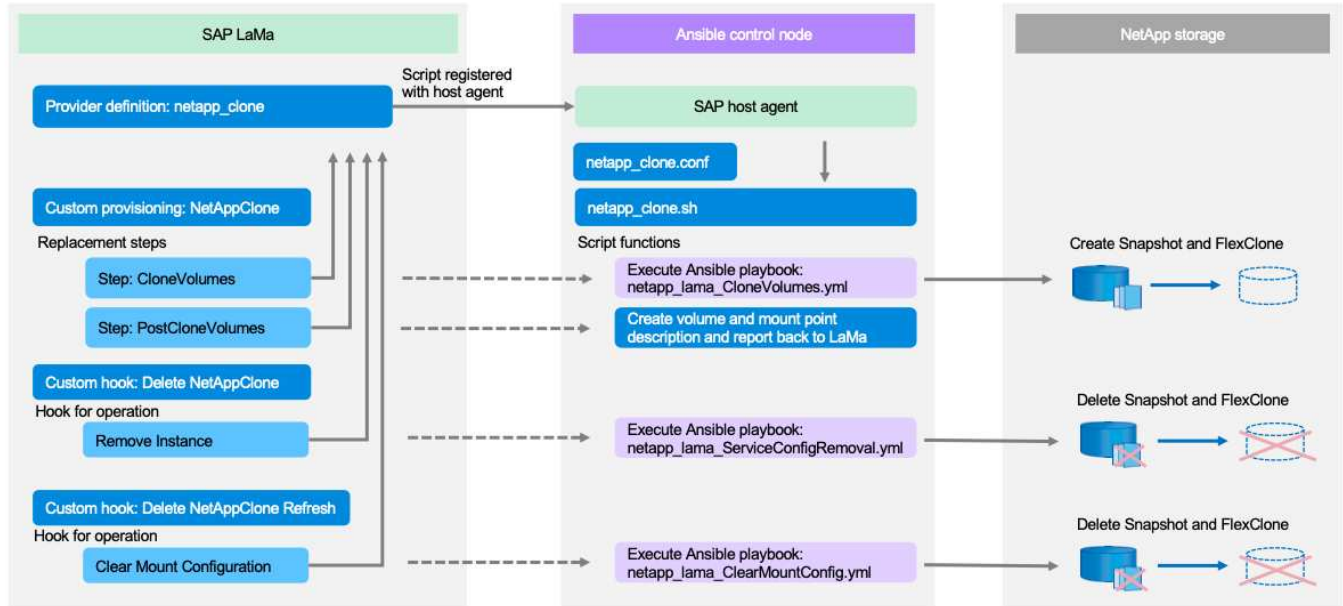 SAP LaMa
Ansible control node
NetApp storage
Script registered
with host agent
Provider definition: netapp_clone
SAP host agent
netapp_clone.conf
Custom provisioning: NetAppClone
netapp_clone.sh
Replacement steps
Script functions
Create Snapshot and FlexClone
Step: CloneVolumes
Execute Ansible playbook:
netapp_lama_CloneVolumes.yml
Step: PostCloneVolumes
Create volume and mount point
description and report back to LaMa
Custom hook: Delete NetAppClone
Hook for operation
Delete Snapshot and FlexClone
Remove Instance
Execute Ansible playbook:
netapp_lama_ServiceConfigRemoval.yml
Custom hook: Delete NetAppClone Refresh
Hook for operation
Delete Snapshot and FlexClone
Clear Mount Configuration
Execute Ansible playbook:
netapp_lama_ClearMountConfig.yml